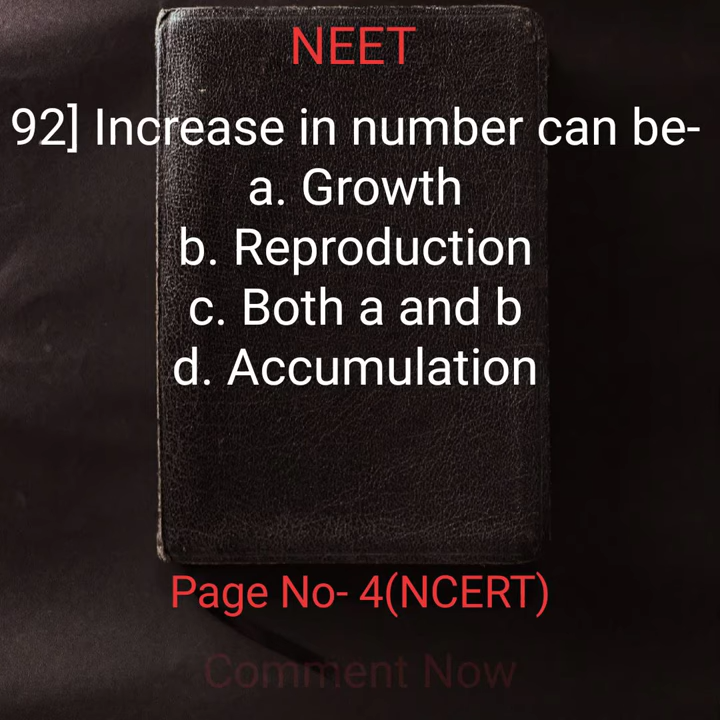 NEET
92] Increase in number can be-
a. Growth
b. Reproduction
c. Both a and b
d. Accumulation
Page No- 4(NCERT)
Comment Now